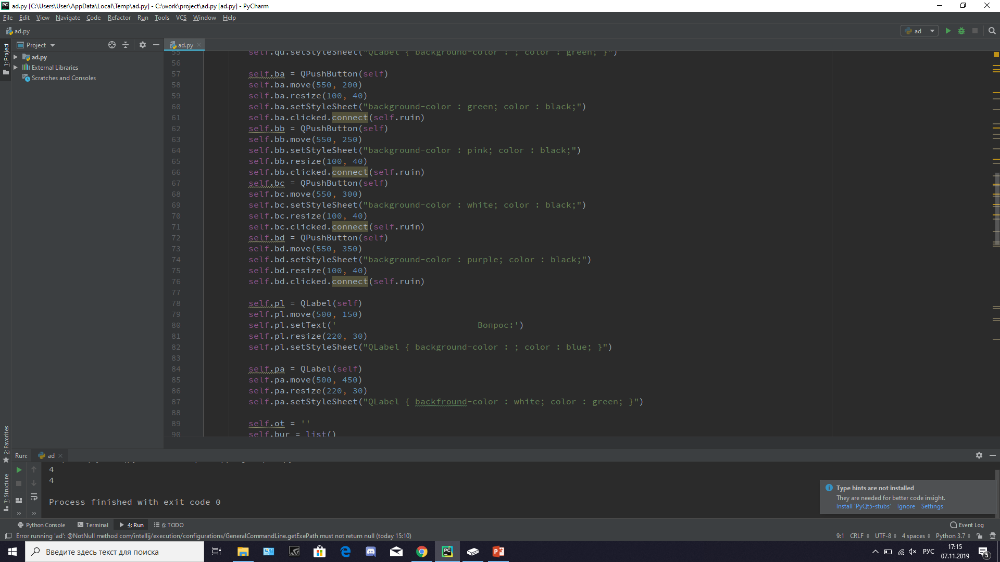 ad.py [C:\Users\User\AppData\Local\Temp\ad.py] - C:\work\project\ad.py [ad.py] - PyCharm
File Edit View Navigate Code Refactor Run Tools VCS Window Help
ad.py
ad
1: Project
Project
ad.py
External Libraries
Scratches and Consoles
ad.py
55 self.qu.setStyleSheet("QLabel { background-color : ; color : green; }")
56
57 self.ba = QPushButton(self)
58 self.ba.move(550, 200)
59 self.ba.resize(100, 40)
60 self.ba.setStyleSheet("background-color : green; color : black;")
61 self.ba.clicked.connect(self.ruin)
62 self.bb = QPushButton(self)
63 self.bb.move(550, 250)
64 self.bb.setStyleSheet("background-color : pink; color : black;")
65 self.bb.resize(100, 40)
66 self.bb.clicked.connect(self.ruin)
67 self.bc = QPushButton(self)
68 self.bc.move(550, 300)
69 self.bc.setStyleSheet("background-color : white; color : black;")
70 self.bc.resize(100, 40)
71 self.bc.clicked.connect(self.ruin)
72 self.bd = QPushButton(self)
73 self.bd.move(550, 350)
74 self.bd.setStyleSheet("background-color : purple; color : black;")
75 self.bd.resize(100, 40)
76 self.bd.clicked.connect(self.ruin)
77
78 self.pl = QLabel(self)
79 self.pl.move(500, 150)
80 self.pl.setText('                           Вопрос:')
81 self.pl.resize(220, 30)
82 self.pl.setStyleSheet("QLabel { background-color : ; color : blue; }")
83
84 self.pa = QLabel(self)
85 self.pa.move(500, 450)
86 self.pa.resize(220, 30)
87 self.pa.setStyleSheet("QLabel { backfround-color : white; color : green; }")
88
89 self.ot = ''
90 self.bur = list()
2: Favorites
7: Structure
Run: ad
4
4
Process finished with exit code 0
Type hints are not installed
They are needed for better code insight.
Install 'PyQt5-stubs' Ignore Settings
Python Console Terminal 4: Run 6: TODO Event Log
Error running 'ad': @NotNull method com/intellij/execution/configurations/GeneralCommandLine.getExePath must not return null (today 15:10)
9:1 CRLF UTF-8 4 spaces Python 3.7
Введите здесь текст для поиска
РУС
17:15
07.11.2019
5